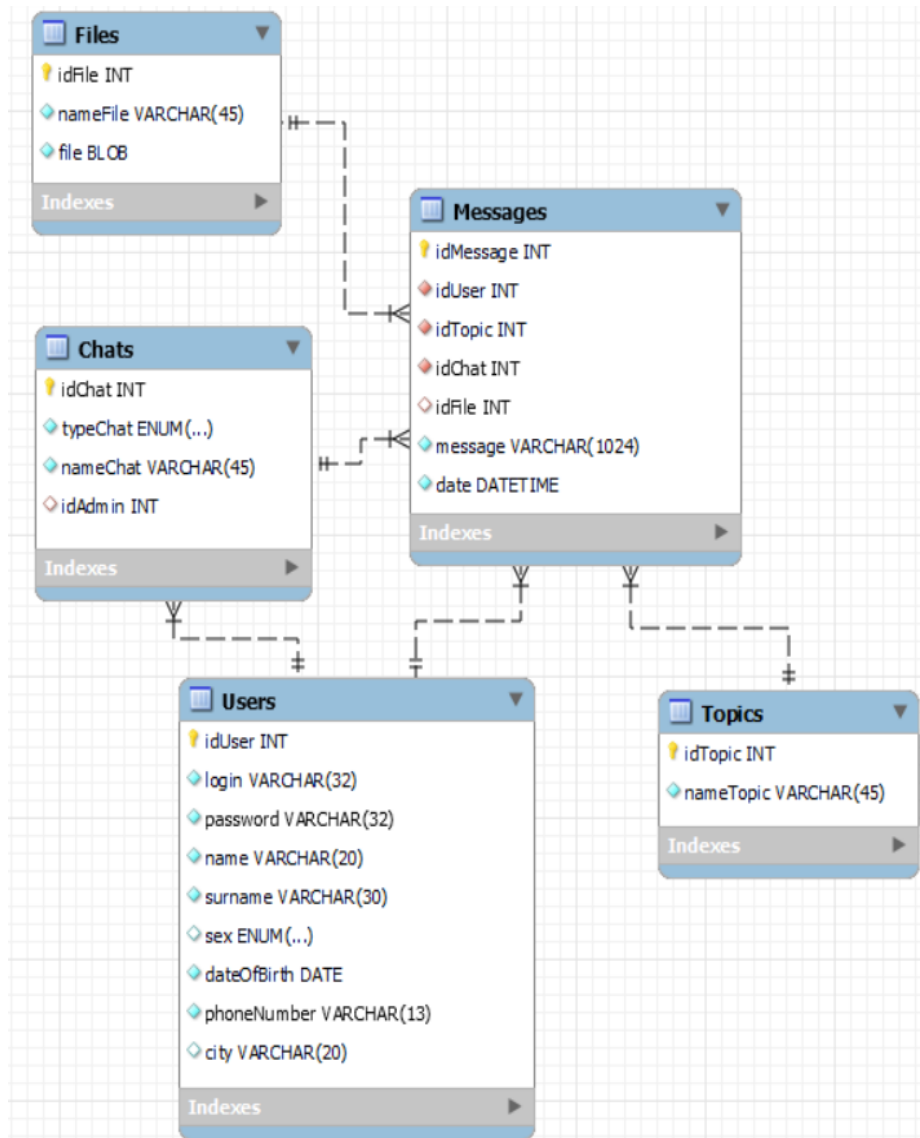 Files
idFile INT
nameFile VARCHAR(45)
file BLOB
Indexes
Messages
idMessage INT
idUser INT
idTopic INT
idChat INT
idFile INT
message VARCHAR(1024)
date DATETIME
Indexes
Chats
idChat INT
typeChat ENUM(...)
nameChat VARCHAR(45)
idAdmin INT
Indexes
Users
idUser INT
login VARCHAR(32)
password VARCHAR(32)
name VARCHAR(20)
surname VARCHAR(30)
sex ENUM(...)
dateOfBirth DATE
phoneNumber VARCHAR(13)
city VARCHAR(20)
Indexes
Topics
idTopic INT
nameTopic VARCHAR(45)
Indexes